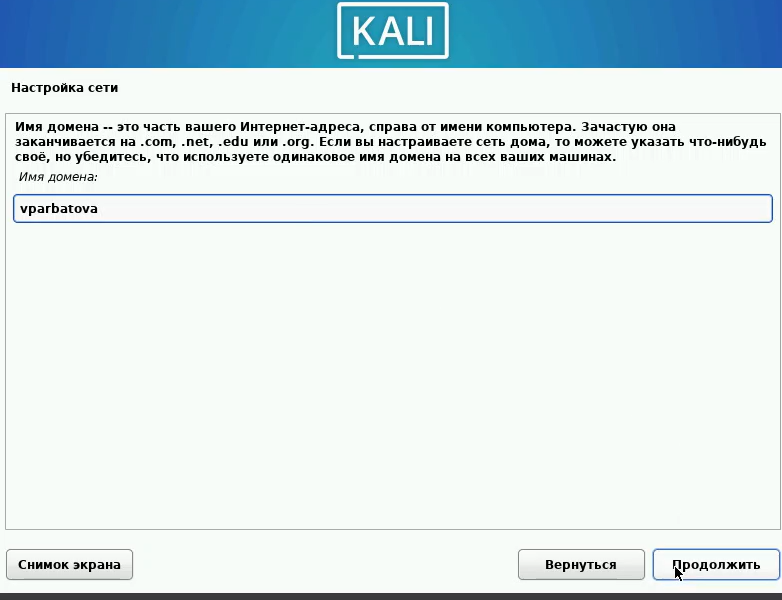 KALI
Настройка сети
Имя домена -- это часть вашего Интернет-адреса, справа от имени компьютера. Зачастую она
заканчивается на .com, .net, .edu или .org. Если вы настраиваете сеть дома, то можете указать что-нибудь
своё, но убедитесь, что используете одинаковое имя домена на всех ваших машинах.
Имя домена:
vparbatova
Снимок экрана
Вернуться
Продолжить